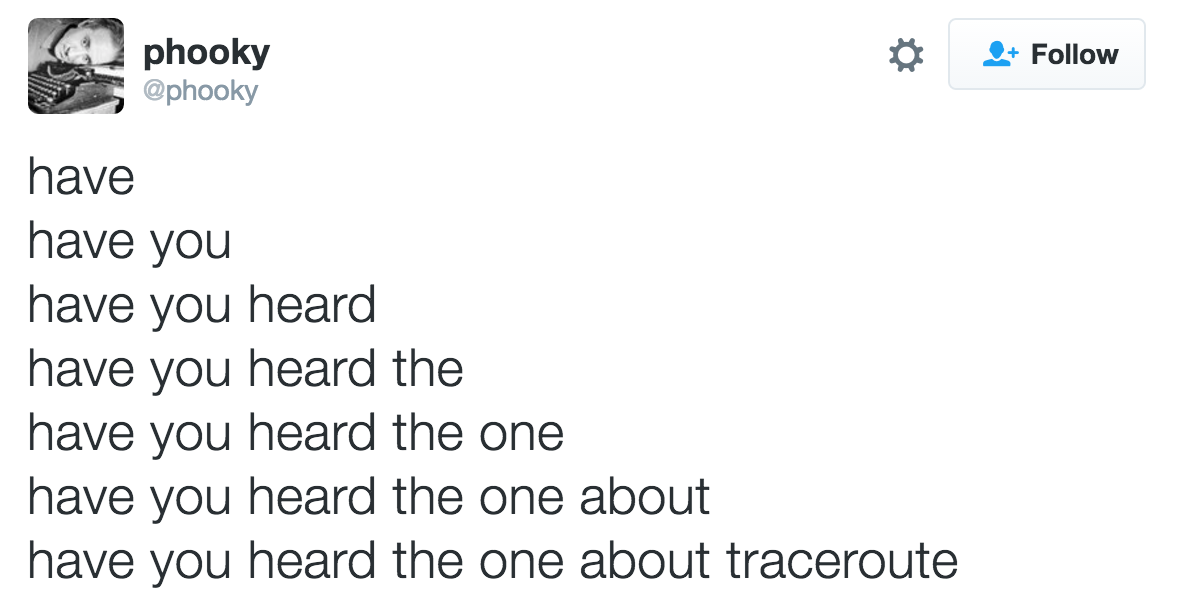 phooky
@phooky
Follow
have
have you
have you heard
have you heard the
have you heard the one
have you heard the one about
have you heard the one about traceroute